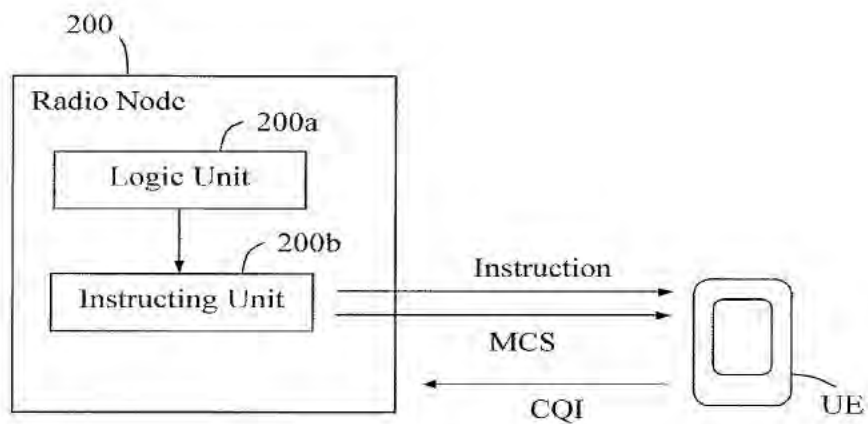 200
Radio Node
200a
Logic Unit
200b
Instructing Unit
Instruction
MCS
CQI
UE